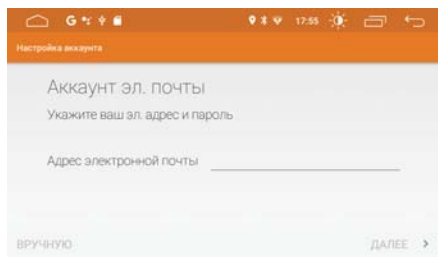 17:55
Настройка аккаунта
Аккаунт эл. почты
Укажите ваш эл. адрес и пароль
Адрес электронной почты
ВРУЧНУЮ ДАЛЕЕ